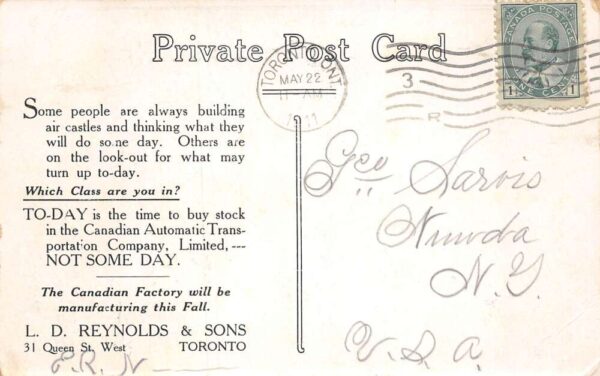 Private Post Card
TORONTO, ONT
MAY 22
11-AM
1911
3
R
CANADA POSTAGE
1 ONE CENT 1
Some people are always building
air castles and thinking what they
will do some day. Others are
on the look-out for what may
turn up to-day.
Which Class are you in?
TO-DAY is the time to buy stock
in the Canadian Automatic Trans-
portation Company, Limited,---
NOT SOME DAY.
The Canadian Factory will be
manufacturing this Fall.
L. D. REYNOLDS & SONS
31 Queen St. West TORONTO
E. R. N
Geo Sarvis
Nunda
N. Y.
U. S. A.